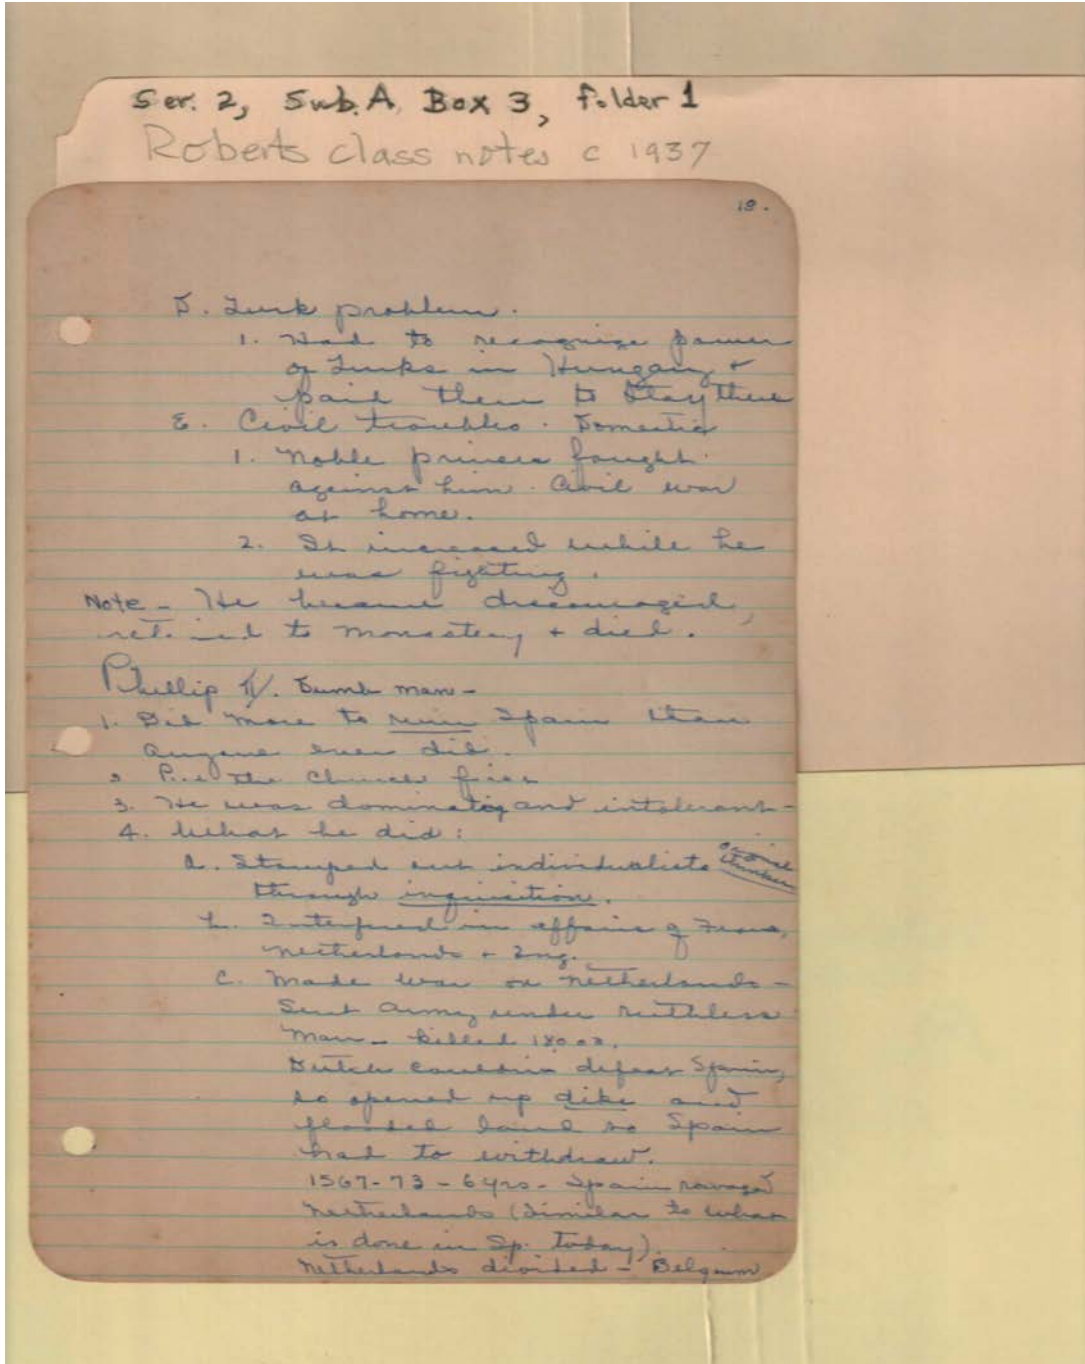 Ser. 2, Sub. A, Box 3, folder 1
Roberts class notes c 1937
18.
D. Turk problem.
1. Had to recognize power
of Turks in Hungary +
paid them to stay there
E. Civil troubles. Domestic
1. Noble princes fought
against him. Civil war
at home.
2. It increased while he
was fighting.
Note - He became discouraged,
retired to monastery + died.
Phillip II. Dumb man -
1. Did more to ruin Spain than
anyone ever did.
2 Put the Church first
3. He was dominating and intolerant -
4. What he did:
a. Stamped out individualists
through inquisition.
b. Interfered in affairs of France,
Netherlands + Eng.
c. Made war on Netherlands -
Sent army under ruthless
man - killed 18000.
Dutch couldn't defeat Spain,
so opened up dike and
flooded land so Spain
had to withdraw.
1567-73 - 6 yrs - Spain ravaged
Netherlands (Similar to what
is done in Sp. today).
Netherlands divided - Belgium